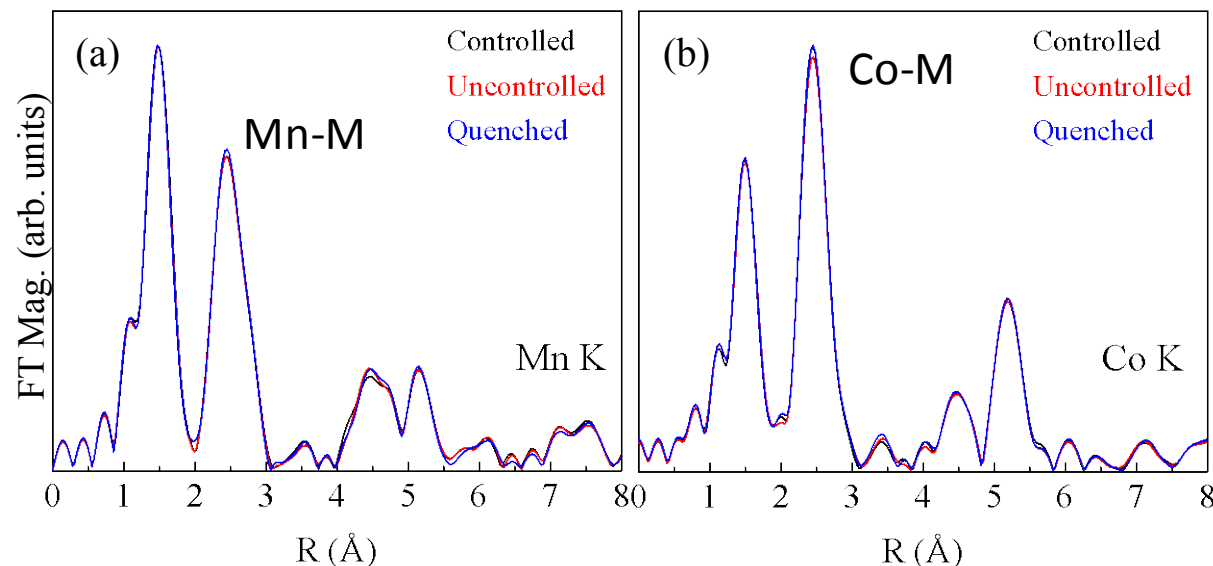 FT Mag. (arb. units)
(a)
Controlled
Uncontrolled
Quenched
Mn-M
Mn K
0 1 2 3 4 5 6 7 8
R (Å)
(b)
Co-M
Controlled
Uncontrolled
Quenched
Co K
0 1 2 3 4 5 6 7 8
R (Å)